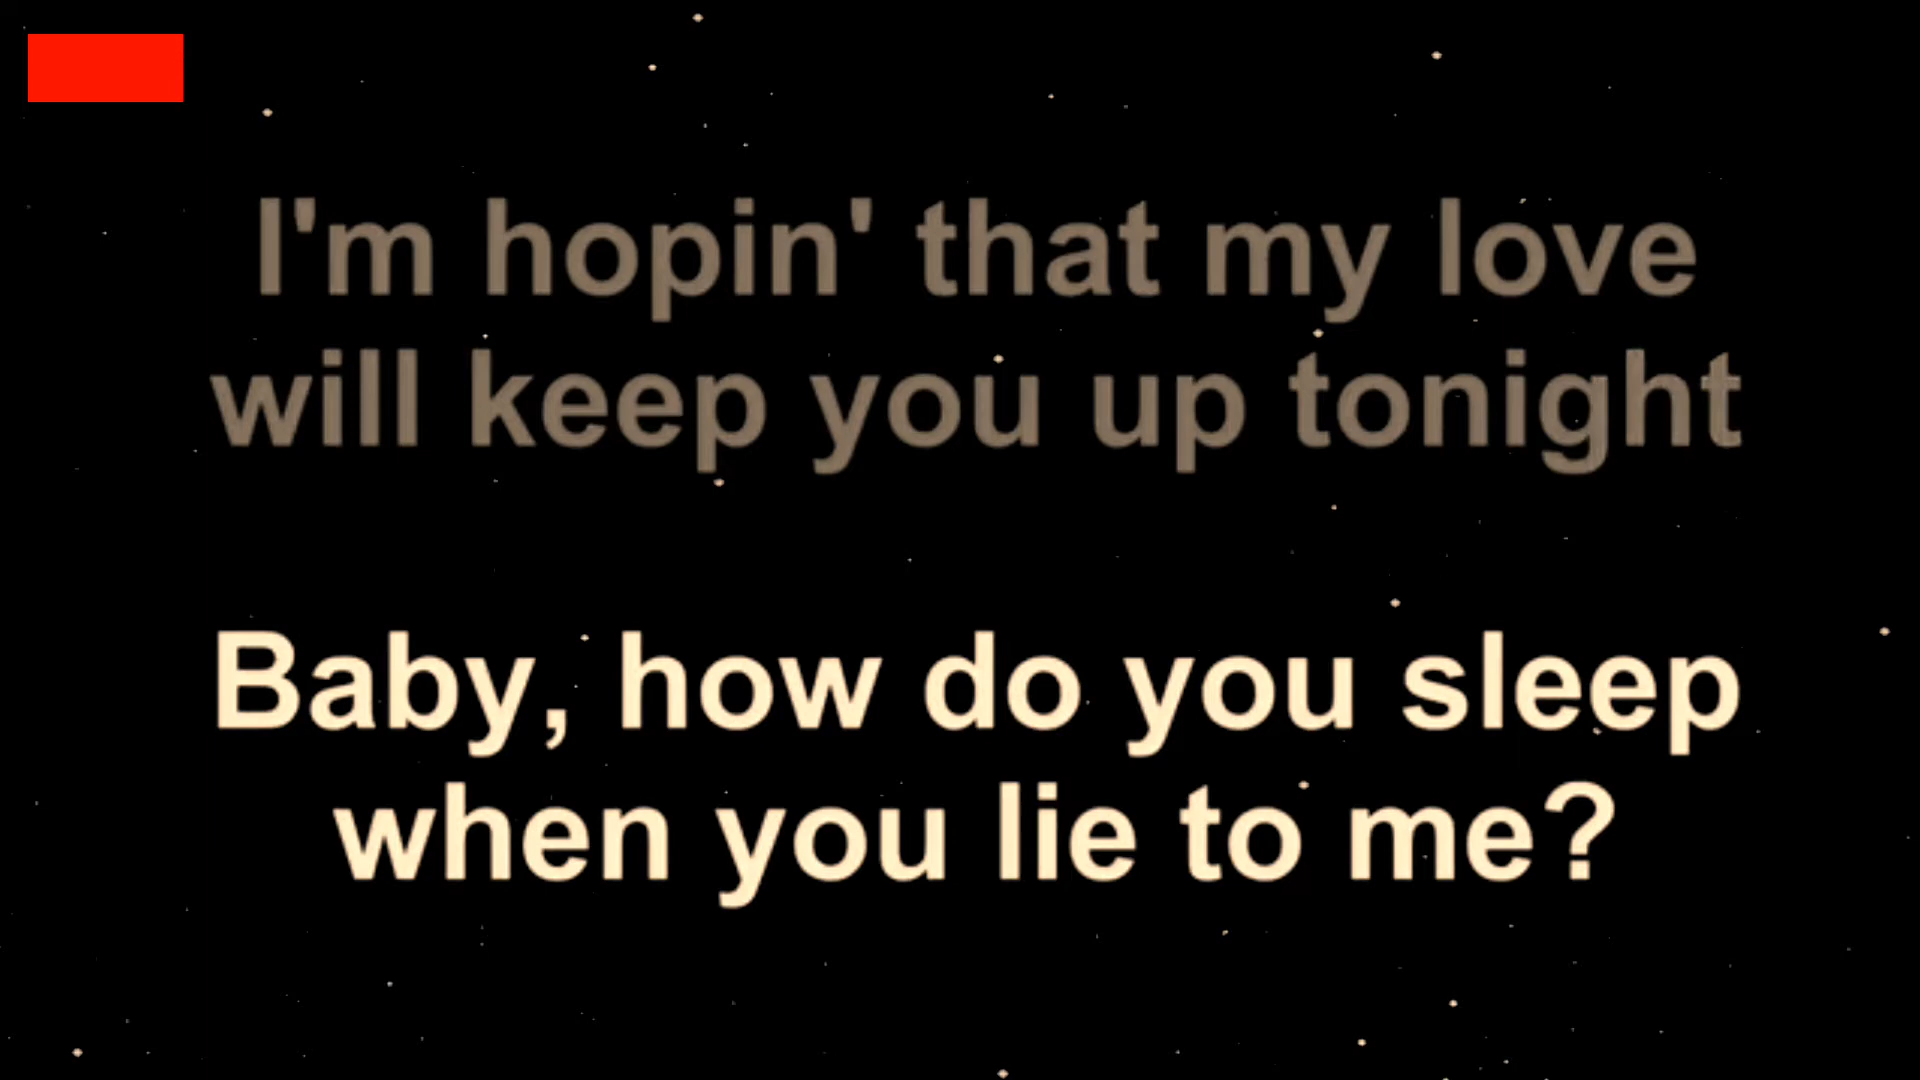 I'm hopin' that my love
will keep you up tonight
Baby, how do you sleep
when you lie to me?